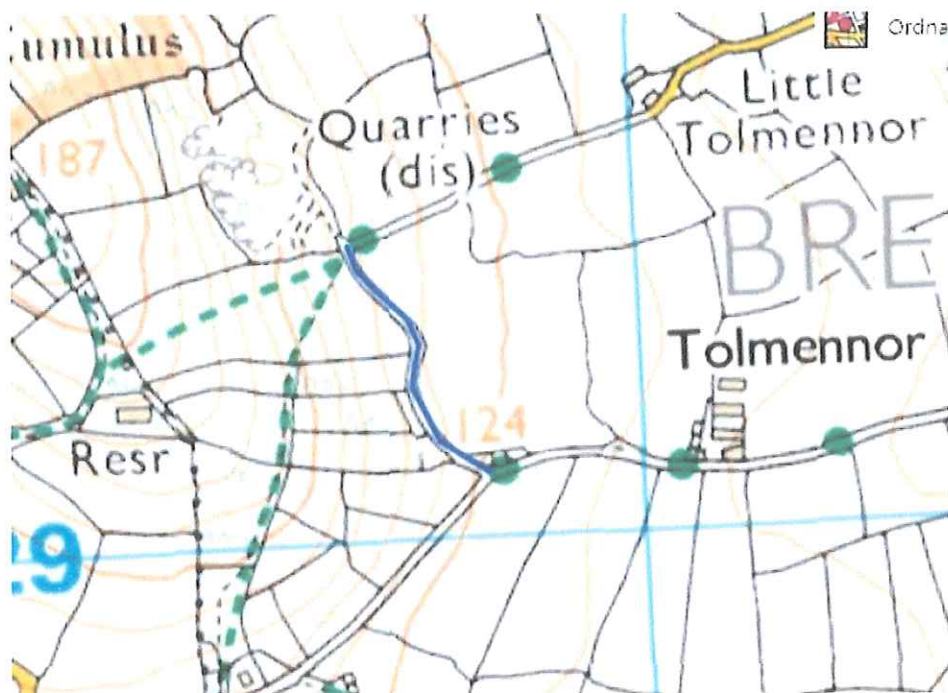 umulus
Ordna
Little
Tolmennor
Quarries
(dis)
187
BRE
Tolmennor
124
Resr
29